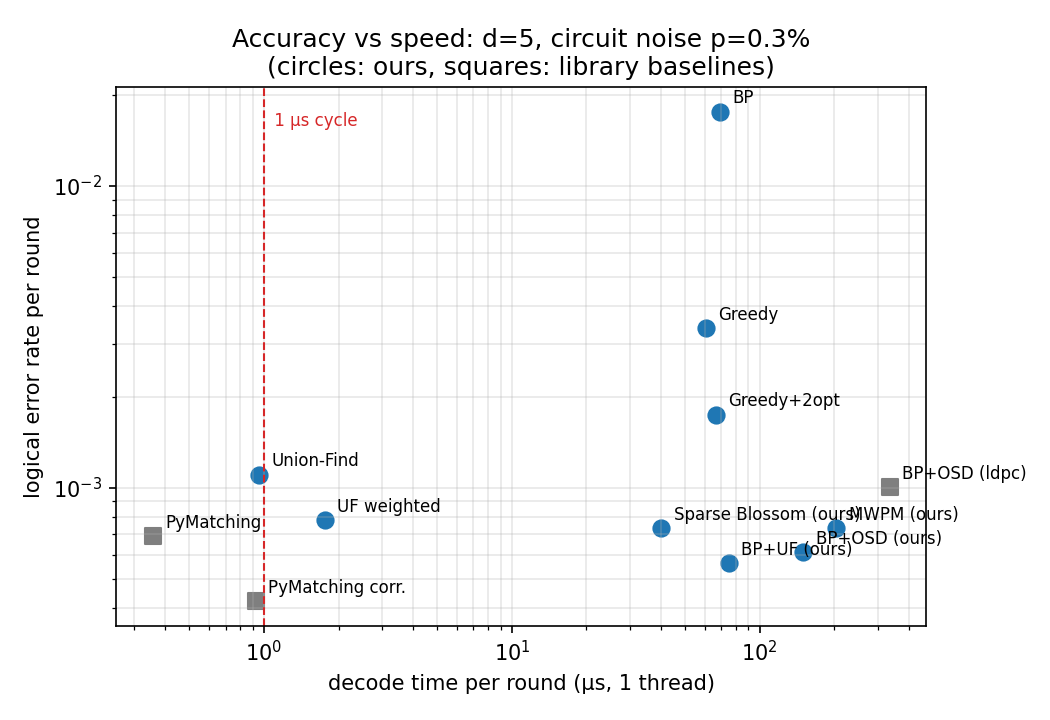 Accuracy vs speed: d=5, circuit noise p=0.3%
(circles: ours, squares: library baselines)
logical error rate per round
10⁻²
10⁻³
1 µs cycle
BP
Greedy
Greedy+2opt
Union-Find
BP+OSD (ldpc)
UF weighted
Sparse Blossom (ours)
MWPM (ours)
PyMatching
BP+OSD (ours)
BP+UF (ours)
PyMatching corr.
10⁰
10¹
10²
decode time per round (µs, 1 thread)